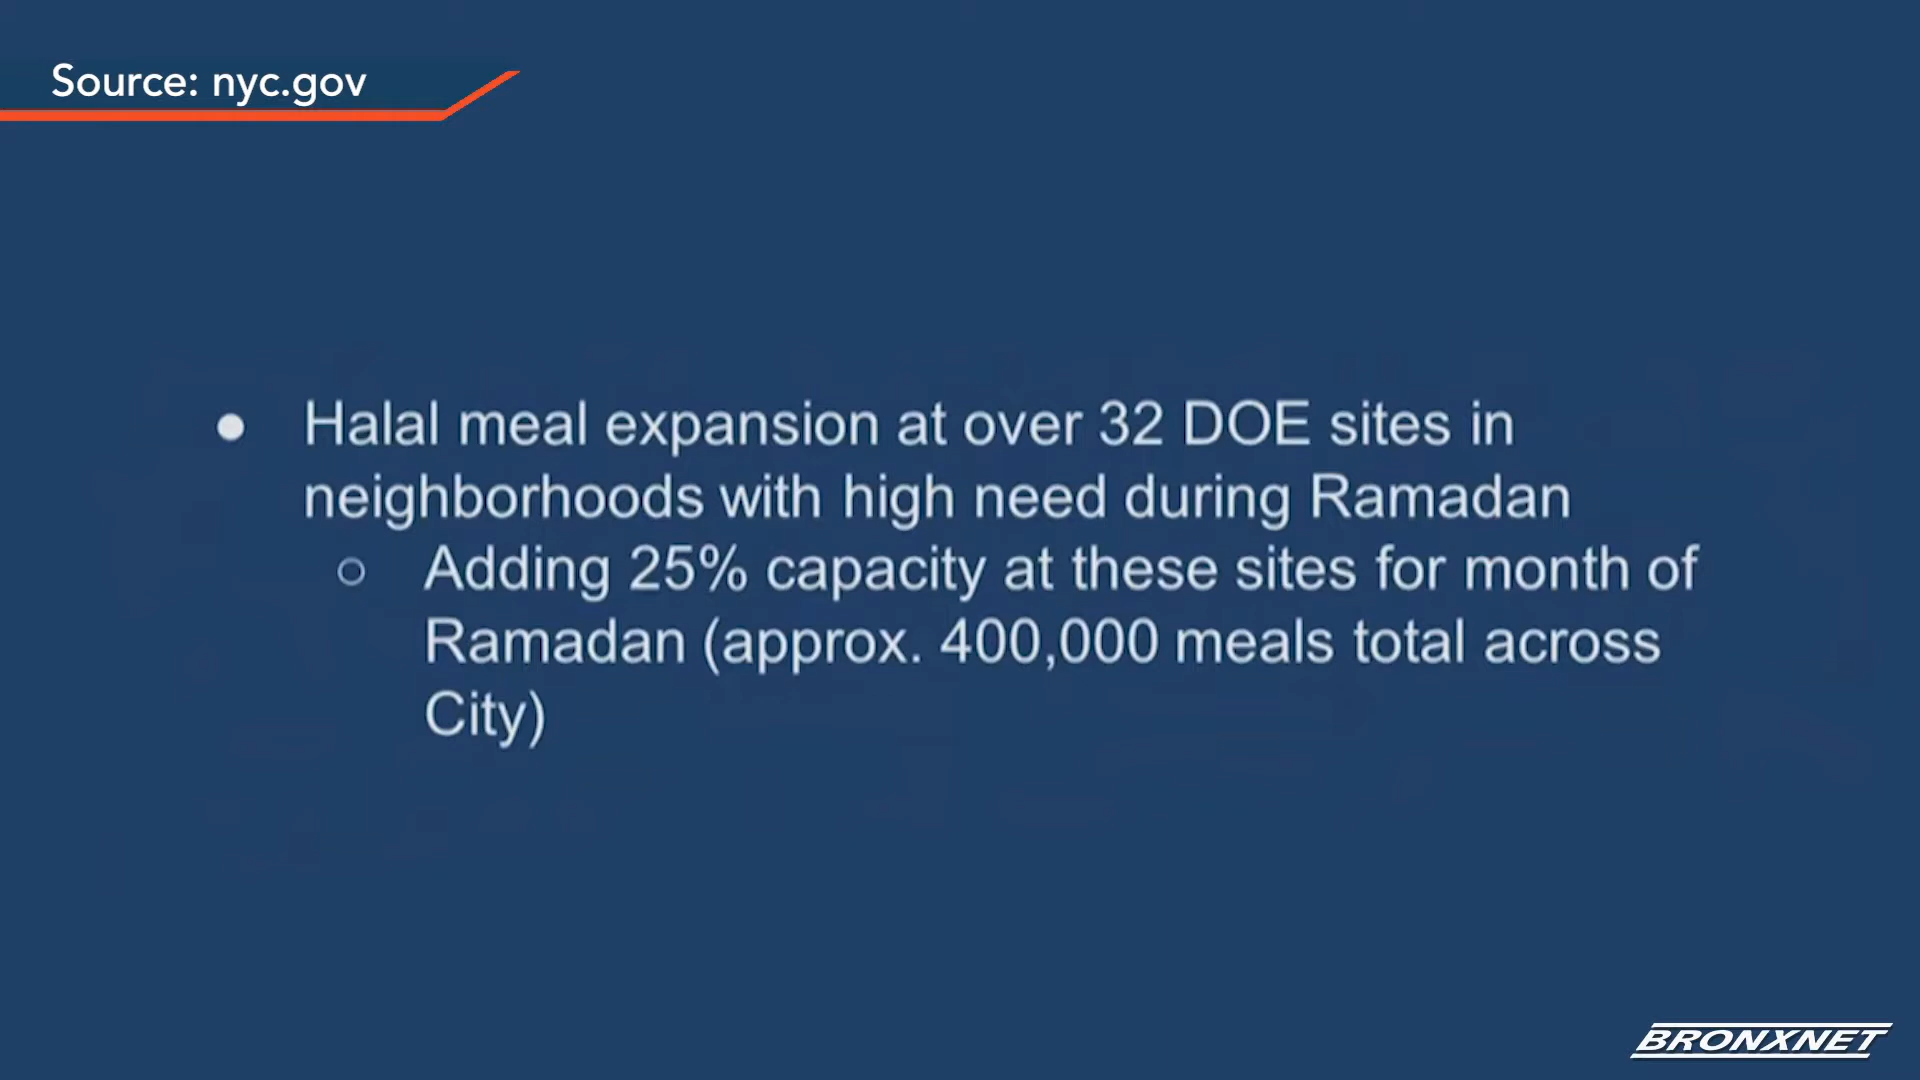 Source: nyc.gov
● Halal meal expansion at over 32 DOE sites in
neighborhoods with high need during Ramadan
○ Adding 25% capacity at these sites for month of
Ramadan (approx. 400,000 meals total across
City)
BRONXNET